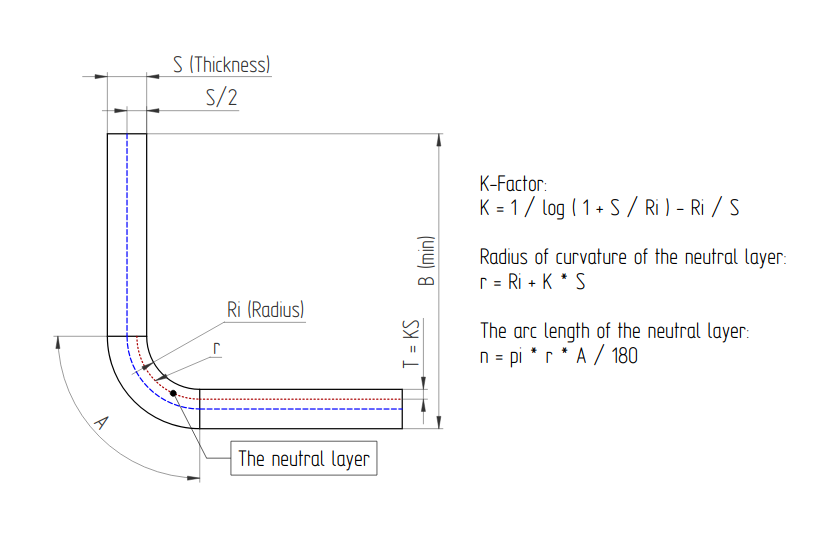 S (Thickness)
S/2
K-Factor:
K = 1 / log ( 1 + S / Ri ) - Ri / S
B (min)
Radius of curvature of the neutral layer:
r = Ri + K * S
Ri (Radius)
r
T = KS
The arc length of the neutral layer:
n = pi * r * A / 180
A
The neutral layer